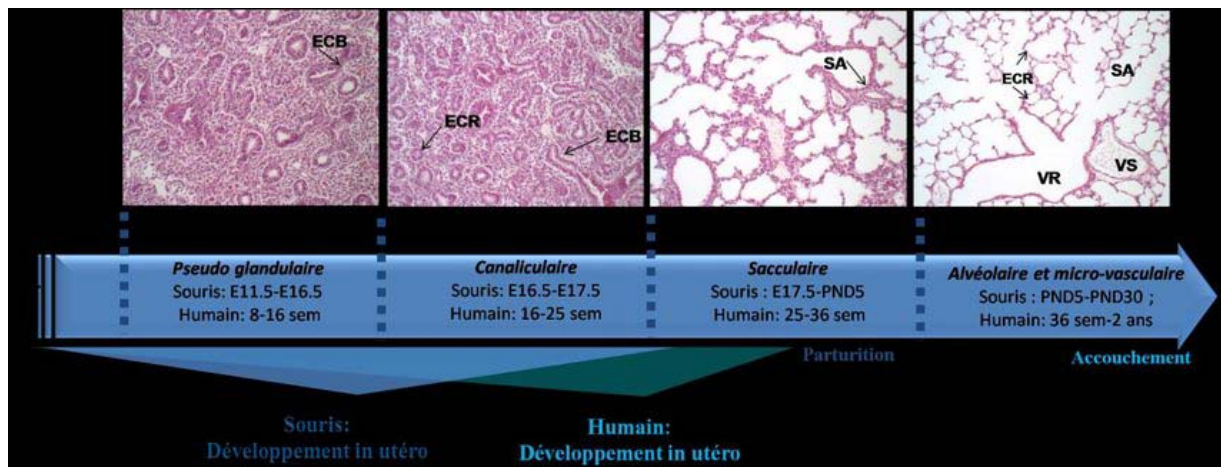 ECB
ECR
ECB
SA
ECR
SA
VR
VS
Pseudo glandulaire
Souris: E11.5-E16.5
Humain: 8-16 sem
Canaliculaire
Souris: E16.5-E17.5
Humain: 16-25 sem
Sacculaire
Souris : E17.5-PND5
Humain: 25-36 sem
Alvéolaire et micro-vasculaire
Souris : PND5-PND30 ;
Humain: 36 sem-2 ans
Parturition
Accouchement
Souris:
Développement in utéro
Humain:
Développement in utéro